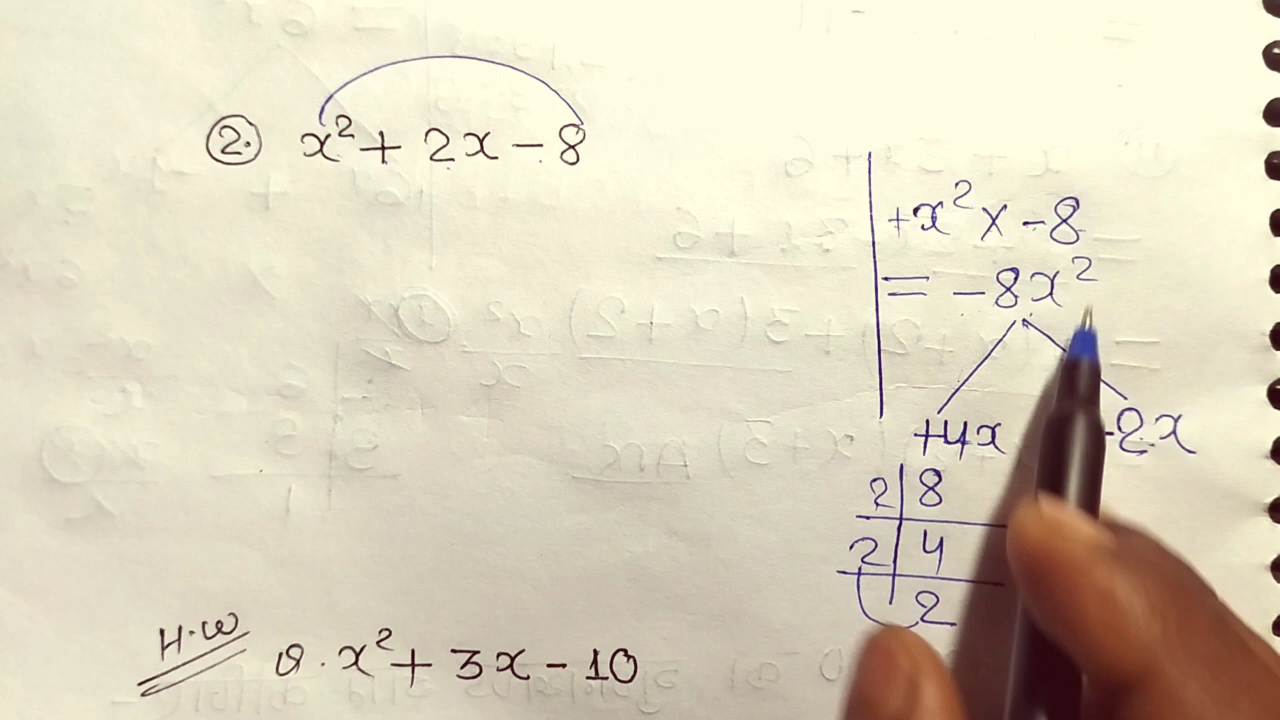 2. x² + 2x - 8
+x² x -8
= -8x²
+4x -2x
2 | 8
2 | 4
2
H.W
x² + 3x - 10